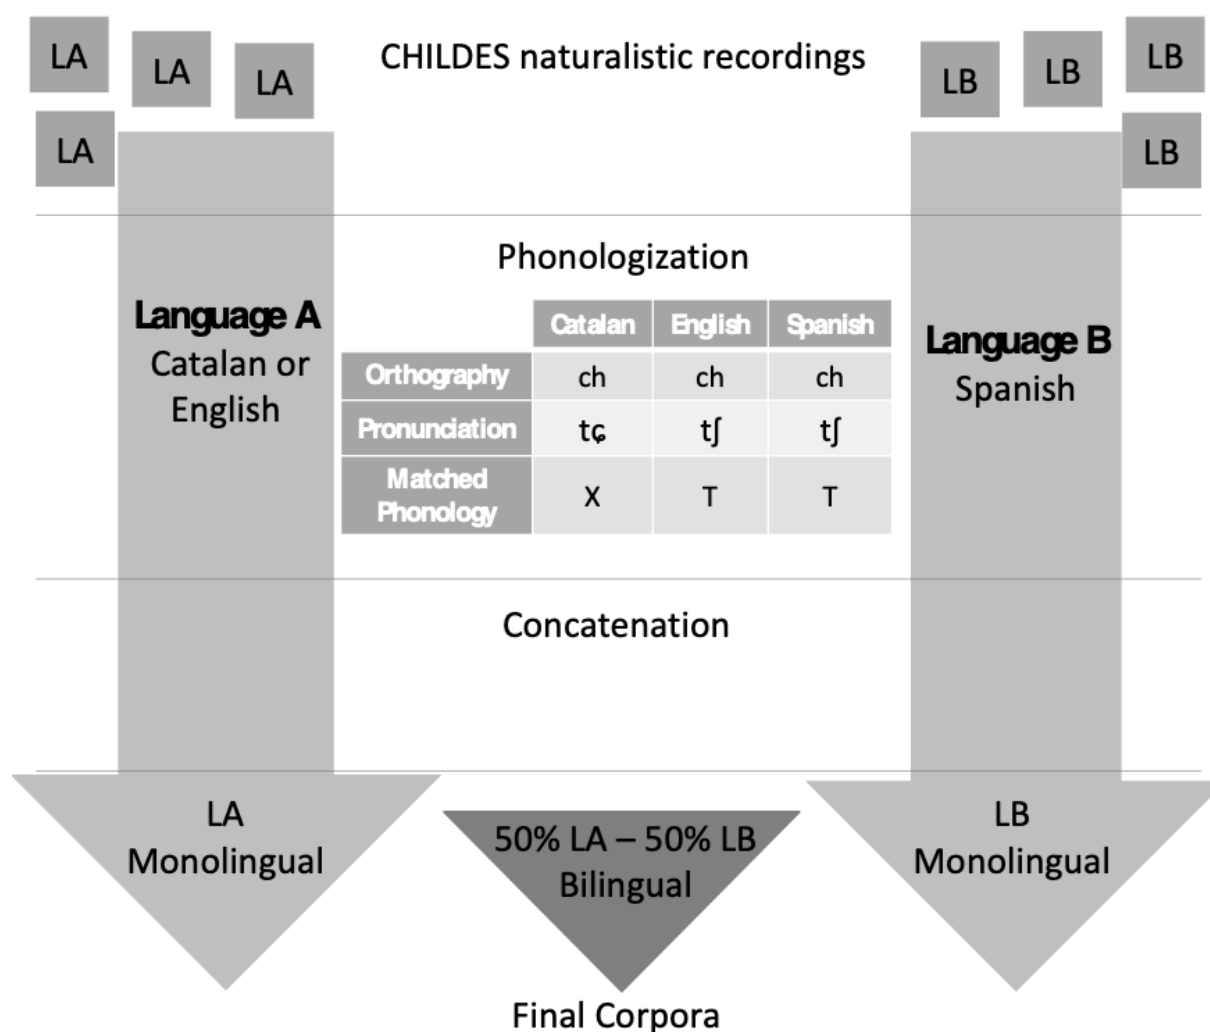 LA LA LA LA
CHILDES naturalistic recordings
LB LB LB LB
Phonologization
Language A
Catalan or
English
Catalan English Spanish
Orthography ch ch ch
Pronunciation tɕ tʃ tʃ
Matched
Phonology X T T
Language B
Spanish
Concatenation
LA
Monolingual
50% LA – 50% LB
Bilingual
LB
Monolingual
Final Corpora